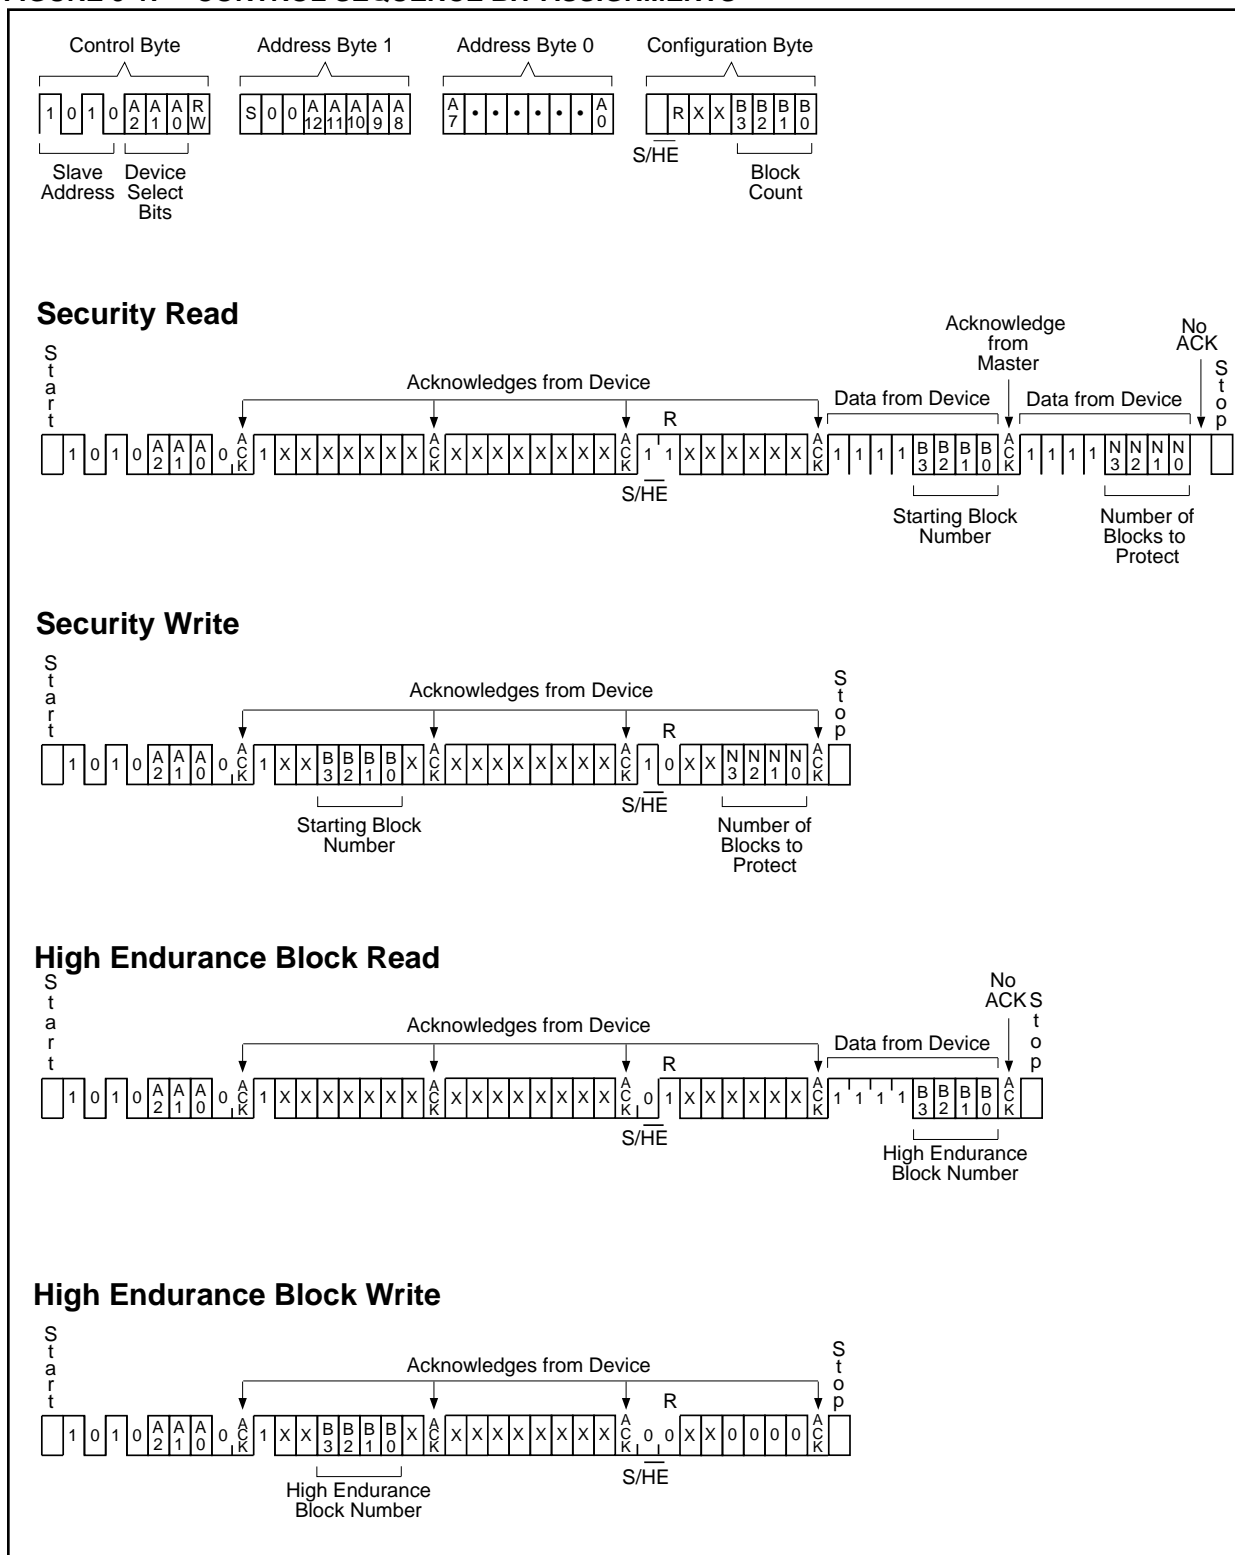 Control Byte Address Byte 1 Address Byte 0 Configuration Byte
1 0 1 0 A2 A1 A0 RW S 0 0 A12 A11 A10 A9 A8 A7 • • • • • • A0 R X X B3 B2 B1 B0
S/HE
Slave Address Device Select Bits Block Count
Security Read
Acknowledge from Master No ACK
Start Acknowledges from Device Data from Device Data from Device Stop
R
1 0 1 0 A2 A1 A0 0 ACK 1 X X X X X X X ACK X X X X X X X X ACK 1 1 X X X X X X ACK 1 1 1 1 B3 B2 B1 B0 ACK 1 1 1 1 N3 N2 N1 N0
S/HE
Starting Block Number Number of Blocks to Protect
Security Write
Start Acknowledges from Device Stop
R
1 0 1 0 A2 A1 A0 0 ACK 1 X X B3 B2 B1 B0 X ACK X X X X X X X X ACK 1 0 X X N3 N2 N1 N0 ACK
S/HE
Starting Block Number Number of Blocks to Protect
High Endurance Block Read
No ACK
Start Acknowledges from Device Data from Device Stop
R
1 0 1 0 A2 A1 A0 0 ACK 1 X X X X X X X ACK X X X X X X X X ACK 0 1 X X X X X X ACK 1 1 1 1 B3 B2 B1 B0 ACK
S/HE
High Endurance Block Number
High Endurance Block Write
Start Acknowledges from Device Stop
R
1 0 1 0 A2 A1 A0 0 ACK 1 X X B3 B2 B1 B0 X ACK X X X X X X X X ACK 0 0 X X 0 0 0 0 ACK
S/HE
High Endurance Block Number